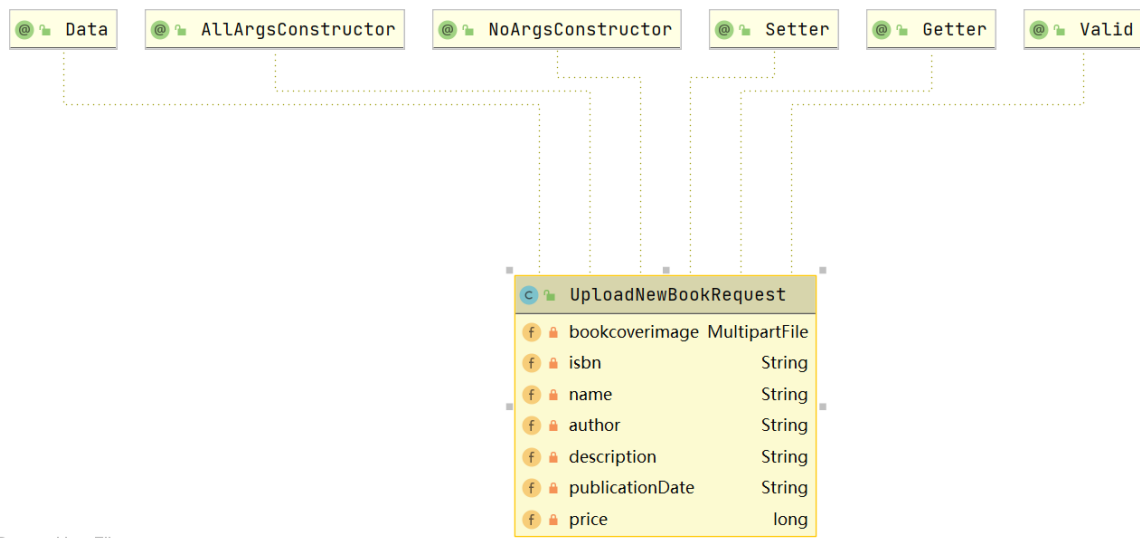 Data AllArgsConstructor NoArgsConstructor Setter Getter Valid
UploadNewBookRequest
bookcoverimage MultipartFile
isbn String
name String
author String
description String
publicationDate String
price long